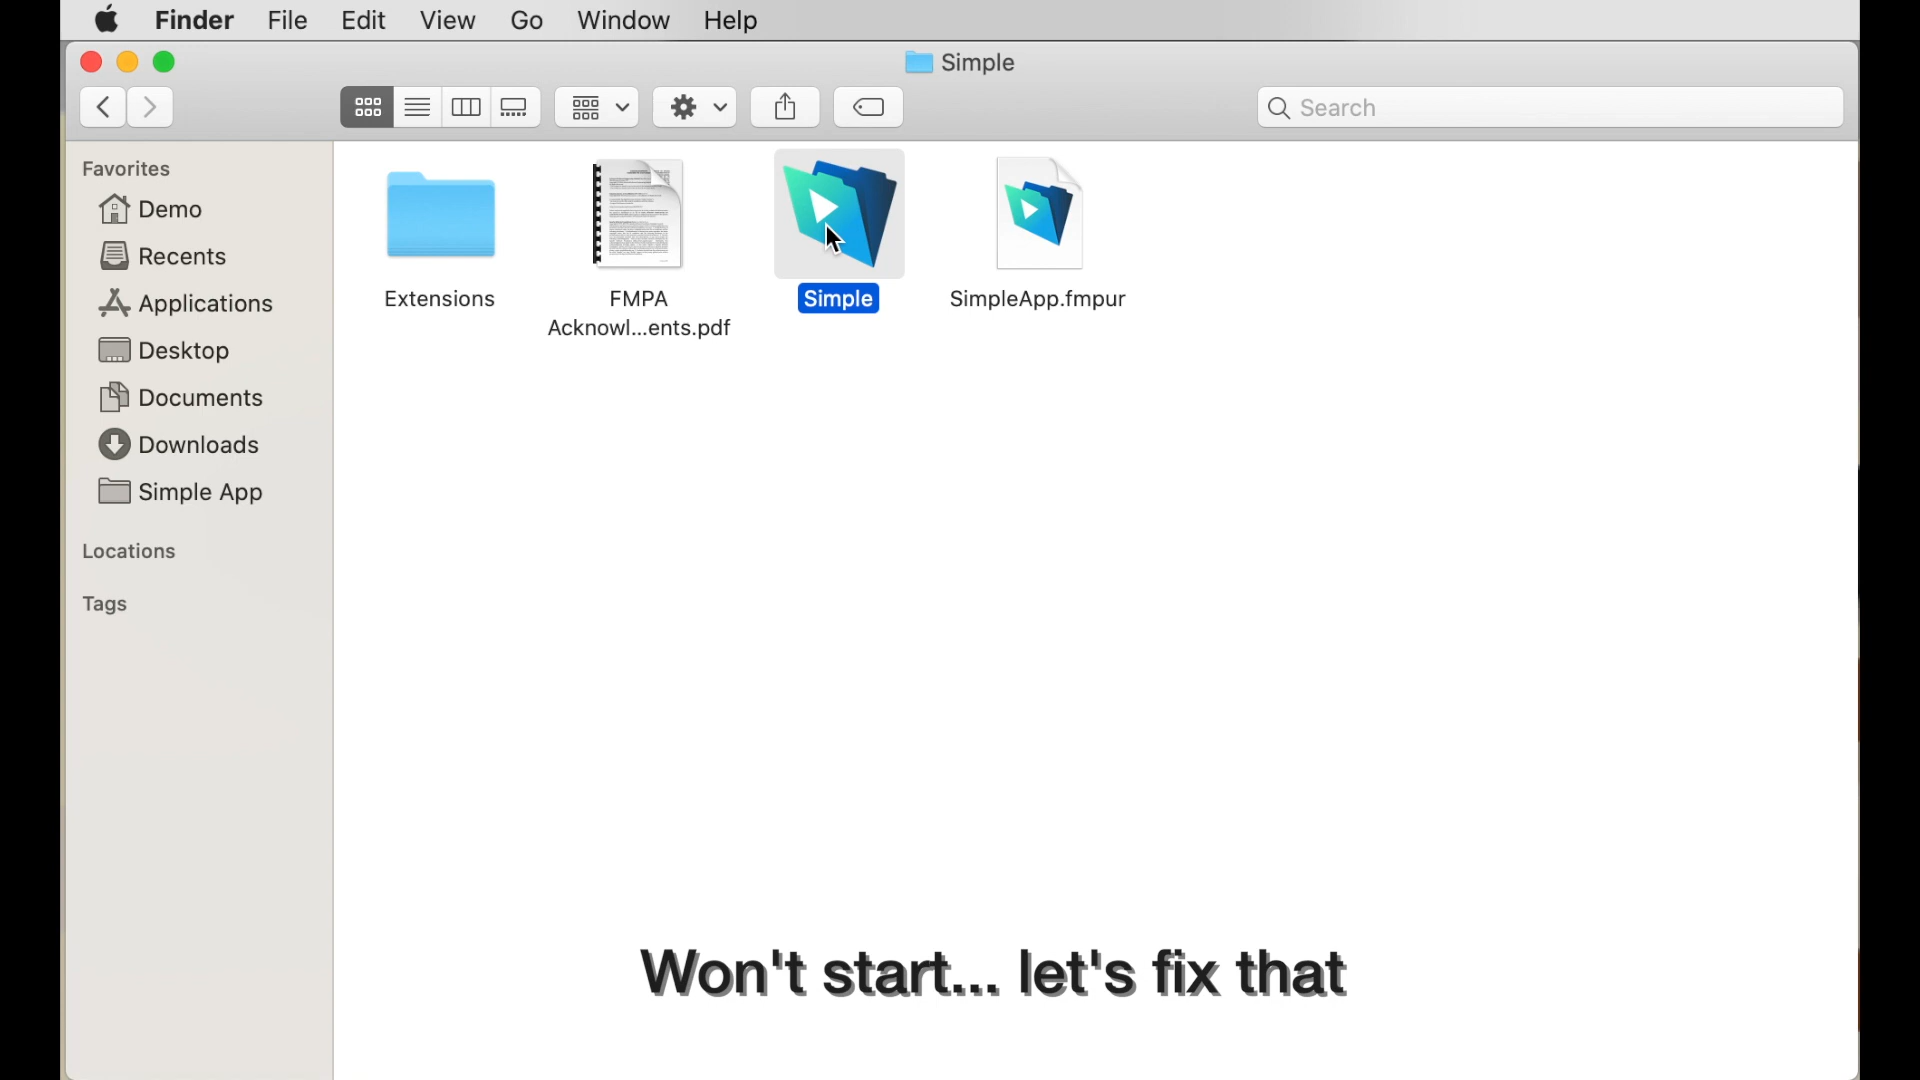 Finder File Edit View Go Window Help
Simple
Search
Favorites
Demo
Recents
Applications
Desktop
Documents
Downloads
Simple App
Locations
Tags
Extensions
FMPA
Acknowl...ents.pdf
Simple
SimpleApp.fmpur
Won't start... let's fix that